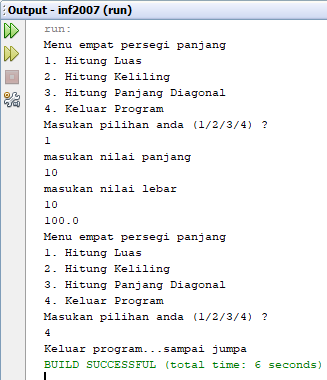 Output - inf2007 (run)
run:
Menu empat persegi panjang
1. Hitung Luas
2. Hitung Keliling
3. Hitung Panjang Diagonal
4. Keluar Program
Masukan pilihan anda (1/2/3/4) ?
1
masukan nilai panjang
10
masukan nilai lebar
10
100.0
Menu empat persegi panjang
1. Hitung Luas
2. Hitung Keliling
3. Hitung Panjang Diagonal
4. Keluar Program
Masukan pilihan anda (1/2/3/4) ?
4
Keluar program...sampai jumpa
BUILD SUCCESSFUL (total time: 6 seconds)